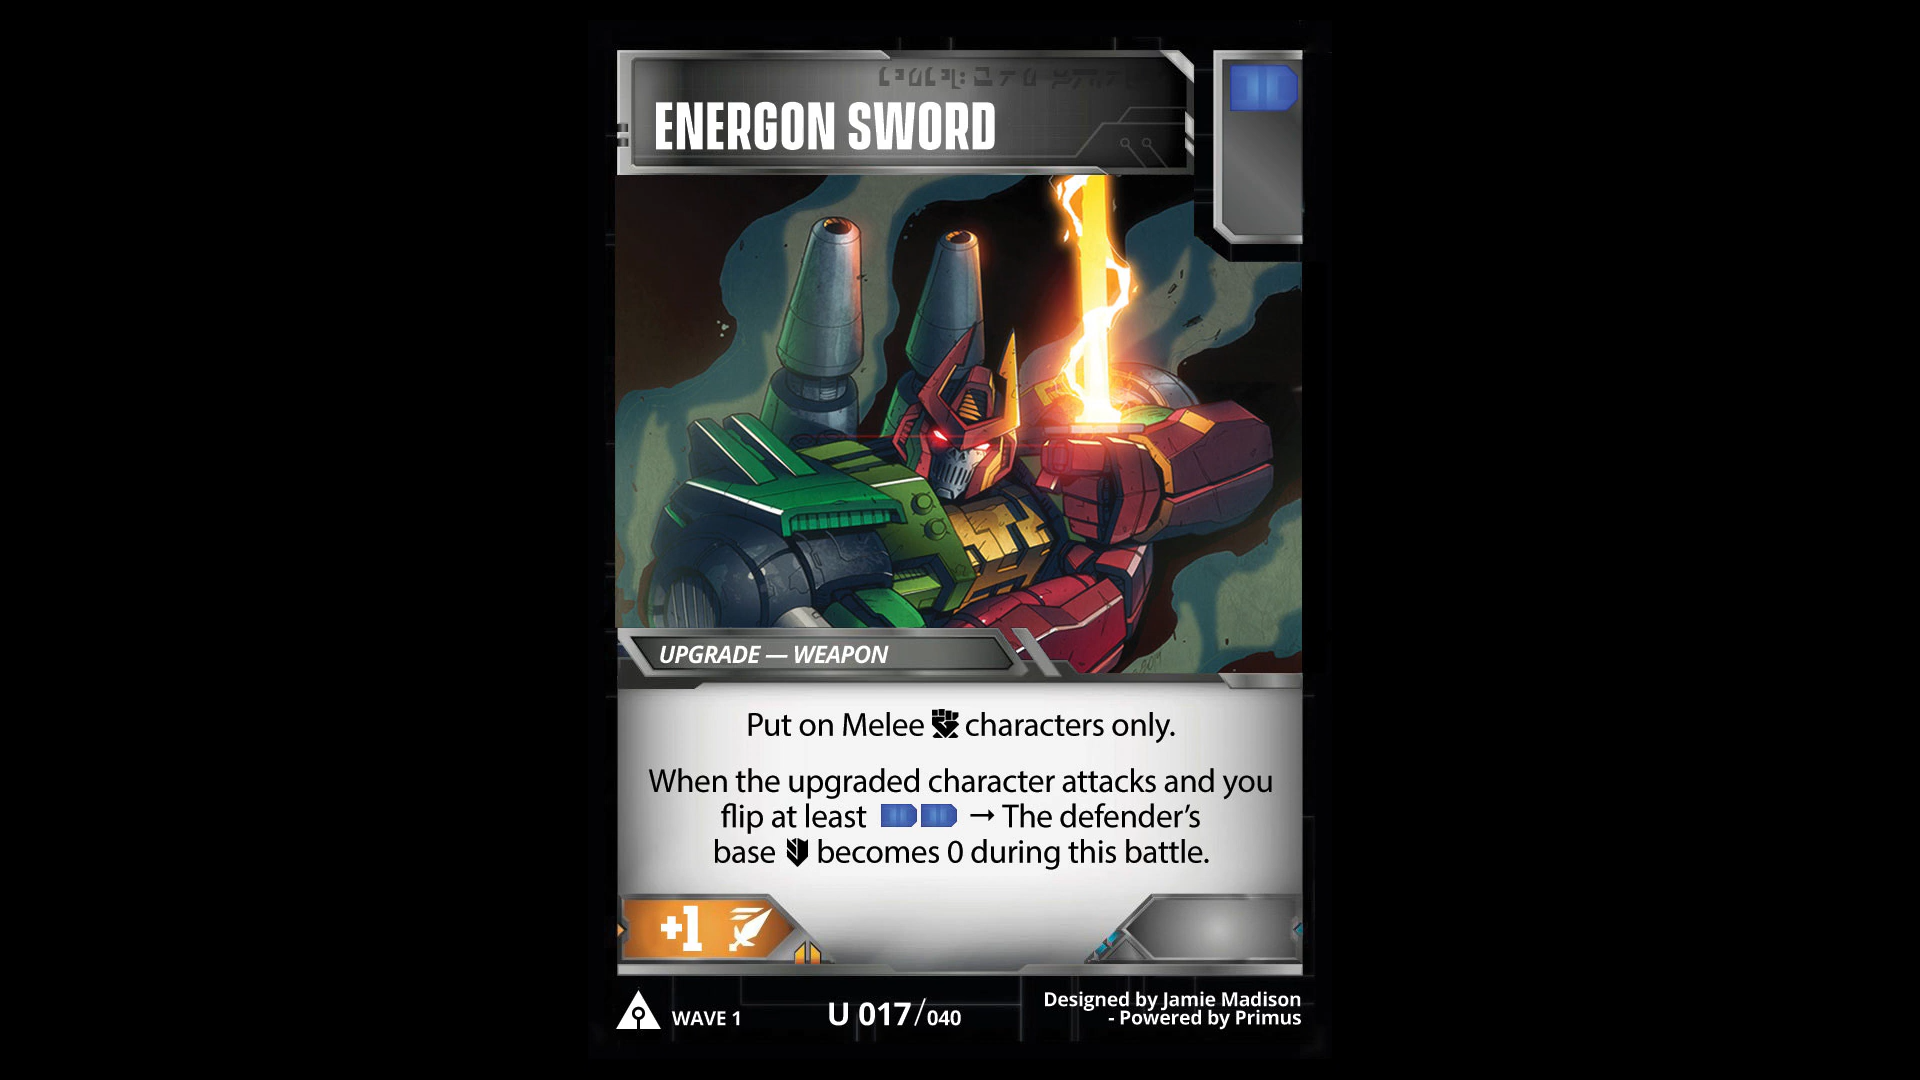 ENERGON SWORD
UPGRADE — WEAPON
Put on Melee characters only.
When the upgraded character attacks and you
flip at least → The defender's
base becomes 0 during this battle.
+1
WAVE 1
U 017/040
Designed by Jamie Madison
- Powered by Primus